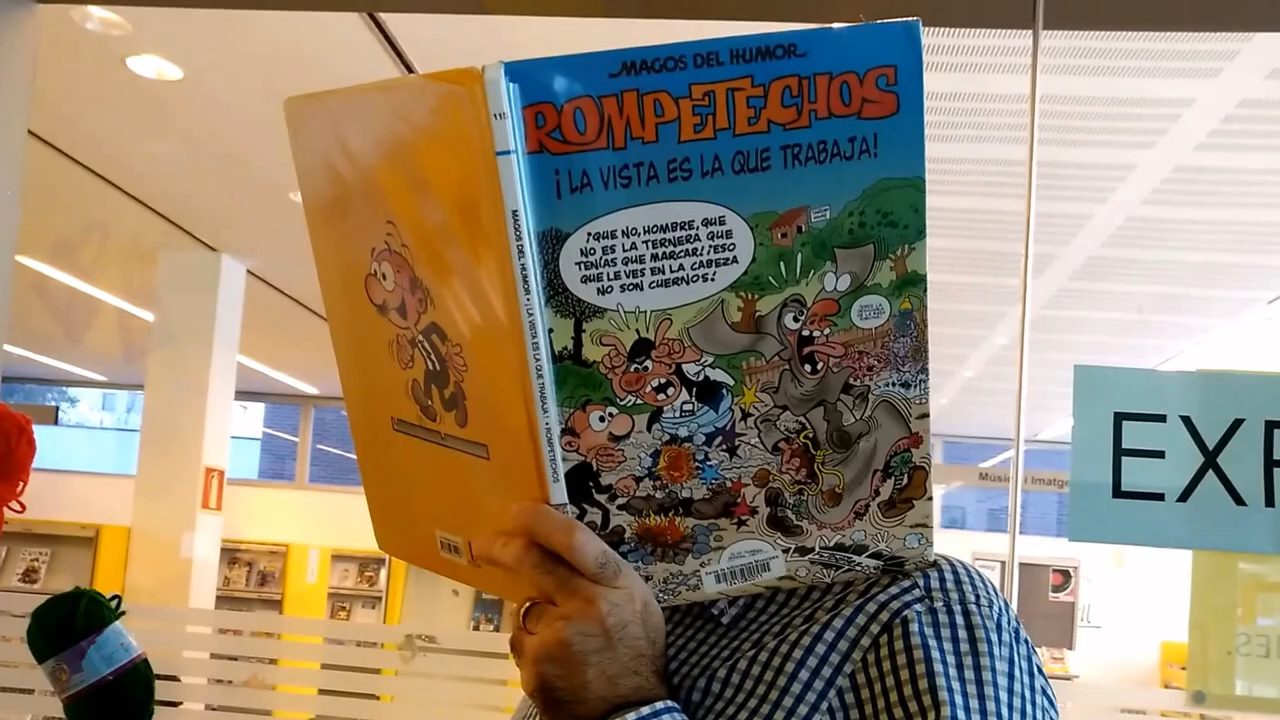 MAGOS DEL HUMOR
ROMPETECHOS
¡LA VISTA ES LA QUE TRABAJA!
¡QUE NO, HOMBRE, QUE
NO ES LA TERNERA QUE
TENÍAS QUE MARCAR! ¡ESO
QUE LE VES EN LA CABEZA
NO SON CUERNOS!
MAGOS DEL HUMOR • ¡LA VISTA ES LA QUE TRABAJA! • ROMPETECHOS
Música i Imatge
EXP
CUINA